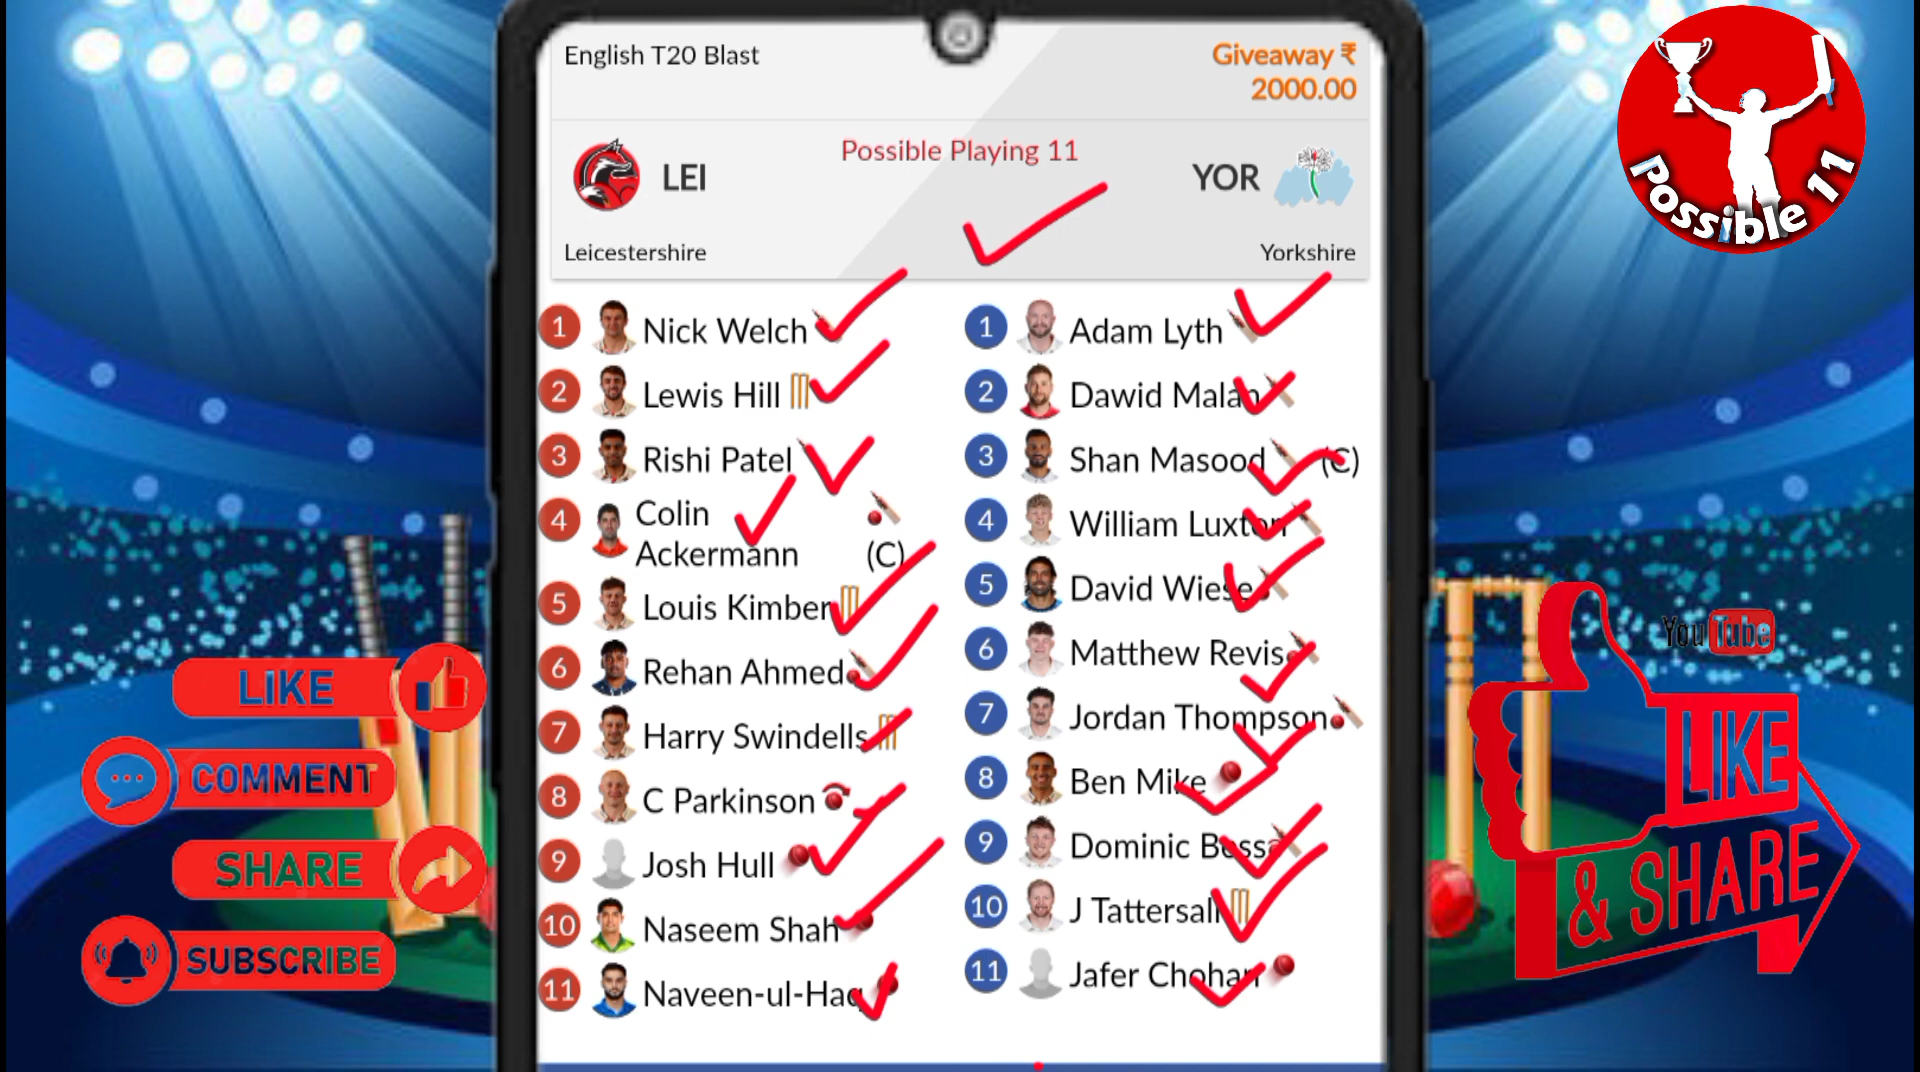 English T20 Blast
Giveaway ₹
2000.00
Possible 11
LEI
Possible Playing 11
YOR
Leicestershire
Yorkshire
1 Nick Welch
2 Lewis Hill
3 Rishi Patel
4 Colin
Ackermann (C)
5 Louis Kimber
6 Rehan Ahmed
7 Harry Swindells
8 C Parkinson
9 Josh Hull
10 Naseem Shah
11 Naveen-ul-Haq
1 Adam Lyth
2 Dawid Malan
3 Shan Masood (C)
4 William Luxton
5 David Wiese
6 Matthew Revis
7 Jordan Thompson
8 Ben Mike
9 Dominic Bess
10 J Tattersall
11 Jafer Chohan
LIKE
COMMENT
SHARE
SUBSCRIBE
YouTube
LIKE
& SHARE